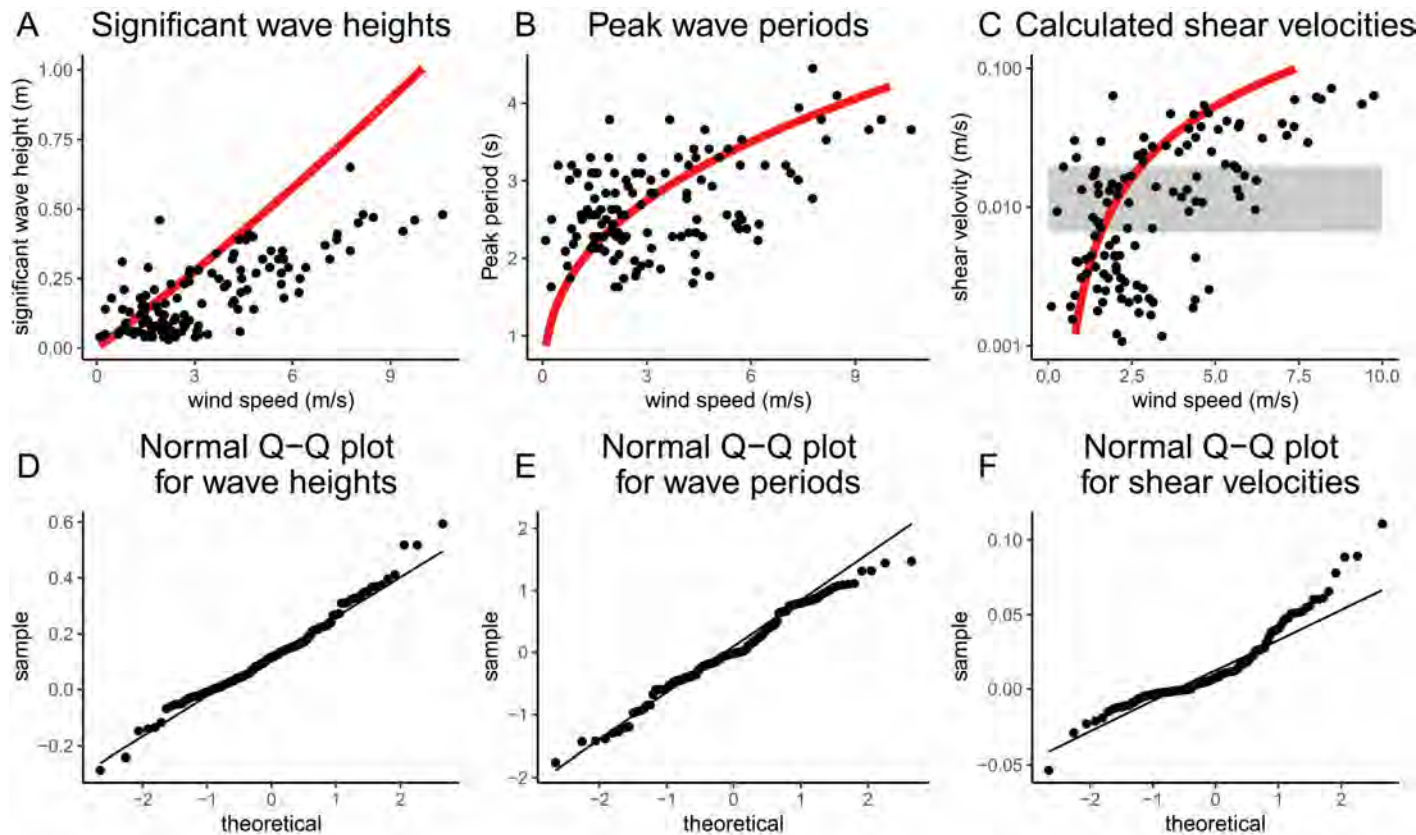 A Significant wave heights
significant wave height (m)
1.00
0.75
0.50
0.25
0.00
0 3 6 9
wind speed (m/s)
B Peak wave periods
Peak period (s)
4
3
2
1
0 3 6 9
wind speed (m/s)
C Calculated shear velocities
shear velovity (m/s)
0.100
0.010
0.001
0.0 2.5 5.0 7.5 10.0
wind speed (m/s)
D Normal Q−Q plot
for wave heights
sample
0.6
0.4
0.2
0.0
−0.2
−2 −1 0 1 2
theoretical
E Normal Q−Q plot
for wave periods
sample
2
1
0
−1
−2
−2 −1 0 1 2
theoretical
F Normal Q−Q plot
for shear velocities
sample
0.10
0.05
0.00
−0.05
−2 −1 0 1 2
theoretical